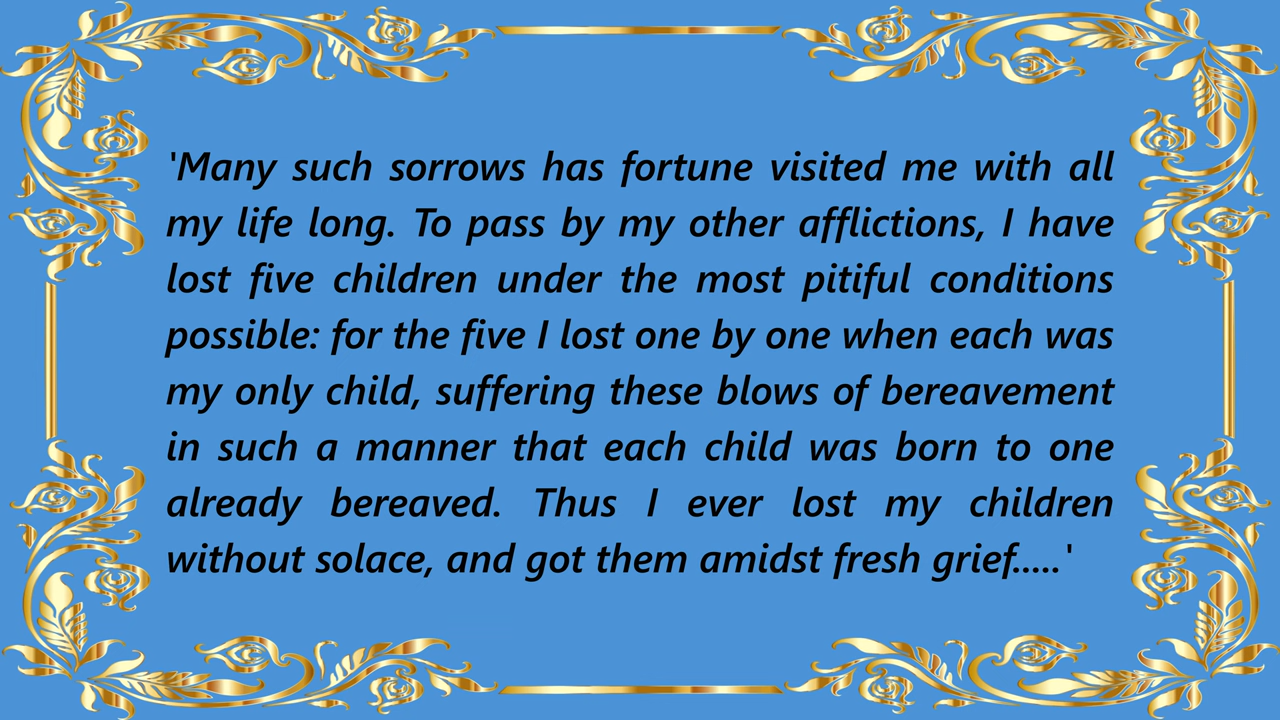 'Many such sorrows has fortune visited me with all
my life long. To pass by my other afflictions, I have
lost five children under the most pitiful conditions
possible: for the five I lost one by one when each was
my only child, suffering these blows of bereavement
in such a manner that each child was born to one
already bereaved. Thus I ever lost my children
without solace, and got them amidst fresh grief.....'